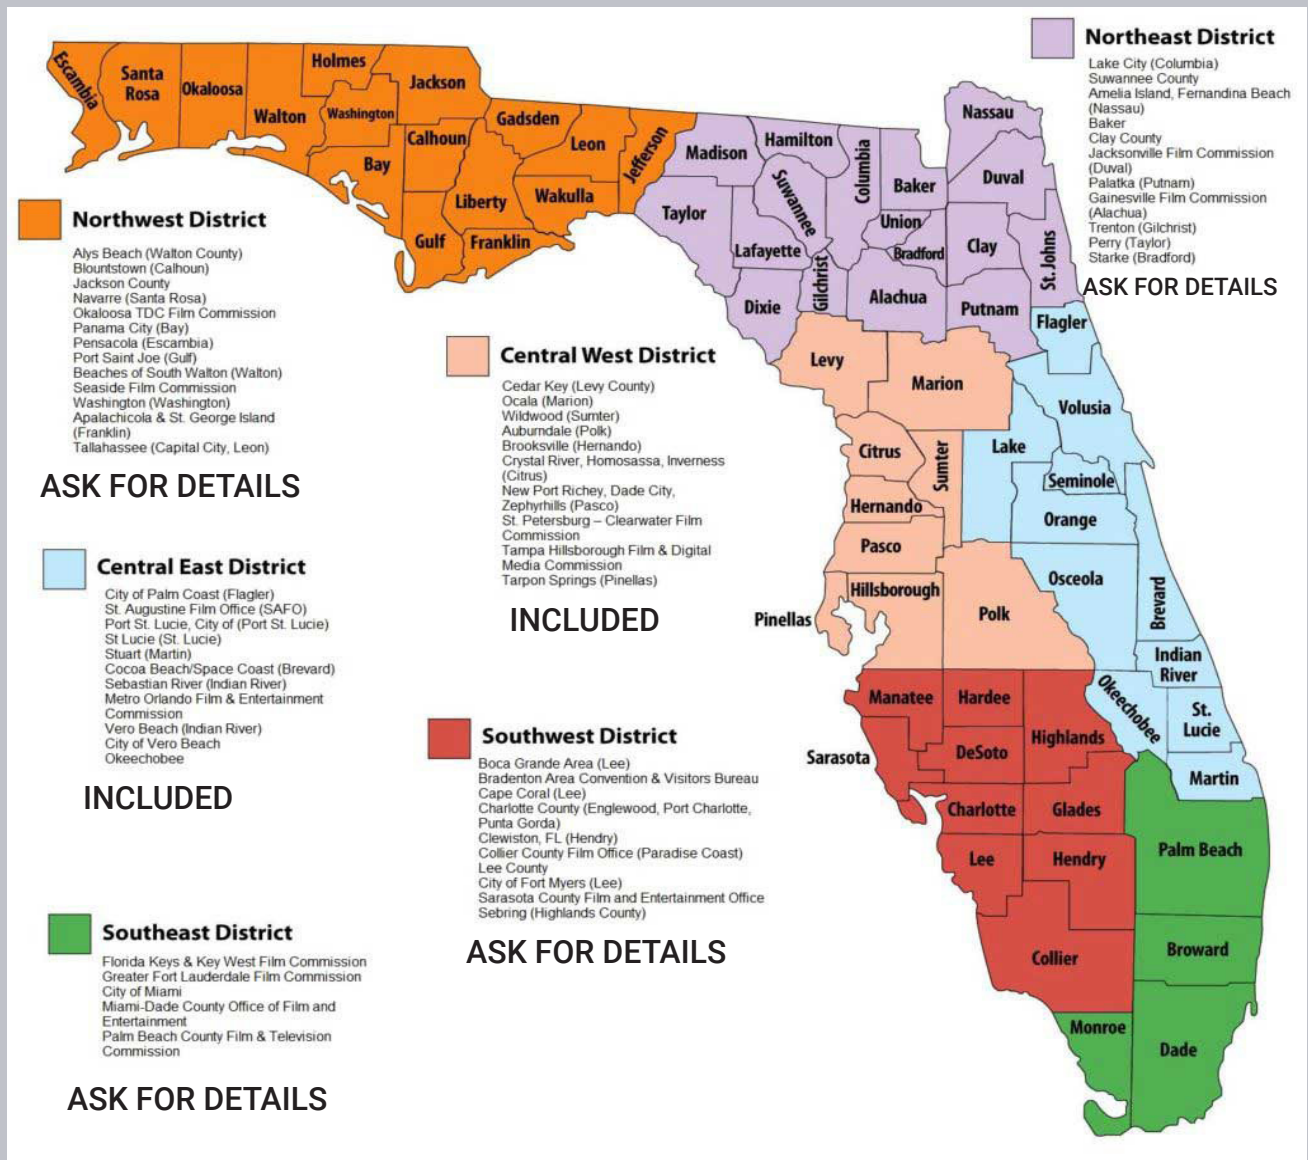 Escambia
Santa
Rosa
Okaloosa
Walton
Holmes
Washington
Jackson
Bay
Calhoun
Gulf
Liberty
Franklin
Gadsden
Leon
Wakulla
Jefferson
Madison
Taylor
Hamilton
Suwannee
Lafayette
Dixie
Columbia
Gilchrist
Baker
Union
Bradford
Alachua
Nassau
Duval
Clay
St. Johns
Putnam
Northeast District
Lake City (Columbia)
Suwannee County
Amelia Island, Fernandina Beach
(Nassau)
Baker
Clay County
Jacksonville Film Commission
(Duval)
Palatka (Putnam)
Gainesville Film Commission
(Alachua)
Trenton (Gilchrist)
Perry (Taylor)
Starke (Bradford)
ASK FOR DETAILS
Northwest District
Alys Beach (Walton County)
Blountstown (Calhoun)
Jackson County
Navarre (Santa Rosa)
Okaloosa TDC Film Commission
Panama City (Bay)
Pensacola (Escambia)
Port Saint Joe (Gulf)
Beaches of South Walton (Walton)
Seaside Film Commission
Washington (Washington)
Apalachicola & St. George Island
(Franklin)
Tallahassee (Capital City, Leon)
ASK FOR DETAILS
Central West District
Cedar Key (Levy County)
Ocala (Marion)
Wildwood (Sumter)
Auburndale (Polk)
Brooksville (Hernando)
Crystal River, Homosassa, Inverness
(Citrus)
New Port Richey, Dade City,
Zephyrhills (Pasco)
St. Petersburg – Clearwater Film
Commission
Tampa Hillsborough Film & Digital
Media Commission
Tarpon Springs (Pinellas)
INCLUDED
Levy
Marion
Citrus
Sumter
Hernando
Pasco
Hillsborough
Pinellas
Polk
Flagler
Volusia
Lake
Seminole
Orange
Osceola
Brevard
Indian
River
Okeechobee
St.
Lucie
Martin
Central East District
City of Palm Coast (Flagler)
St. Augustine Film Office (SAFO)
Port St. Lucie, City of (Port St. Lucie)
St Lucie (St. Lucie)
Stuart (Martin)
Cocoa Beach/Space Coast (Brevard)
Sebastian River (Indian River)
Metro Orlando Film & Entertainment
Commission
Vero Beach (Indian River)
City of Vero Beach
Okeechobee
INCLUDED
Southwest District
Boca Grande Area (Lee)
Bradenton Area Convention & Visitors Bureau
Cape Coral (Lee)
Charlotte County (Englewood, Port Charlotte,
Punta Gorda)
Clewiston, FL (Hendry)
Collier County Film Office (Paradise Coast)
Lee County
City of Fort Myers (Lee)
Sarasota County Film and Entertainment Office
Sebring (Highlands County)
ASK FOR DETAILS
Manatee
Hardee
Highlands
Sarasota
DeSoto
Charlotte
Glades
Lee
Hendry
Collier
Palm Beach
Broward
Monroe
Dade
Southeast District
Florida Keys & Key West Film Commission
Greater Fort Lauderdale Film Commission
City of Miami
Miami-Dade County Office of Film and
Entertainment
Palm Beach County Film & Television
Commission
ASK FOR DETAILS